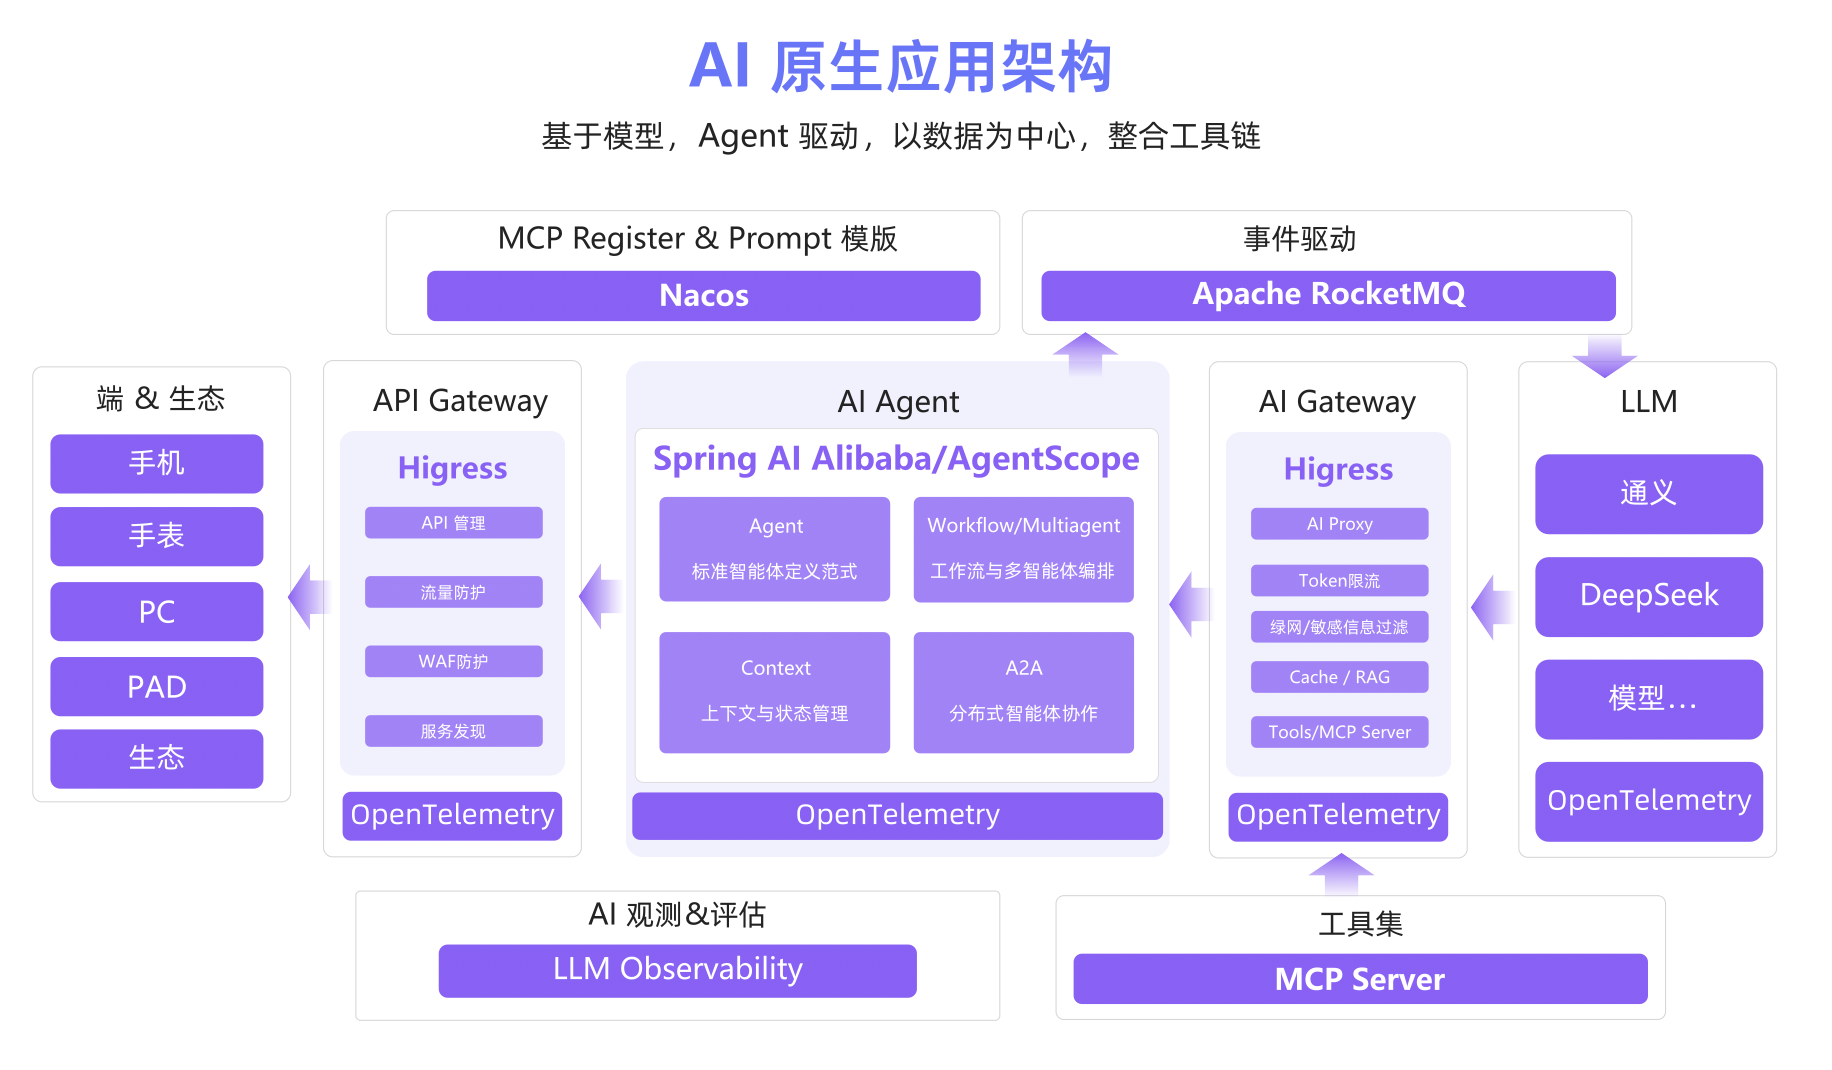 AI 原生应用架构
基于模型，Agent 驱动，以数据为中心，整合工具链
MCP Register & Prompt 模版
Nacos
事件驱动
Apache RocketMQ
端 & 生态
手机
手表
PC
PAD
生态
API Gateway
Higress
API 管理
流量防护
WAF防护
服务发现
OpenTelemetry
AI Agent
Spring AI Alibaba/AgentScope
Agent
标准智能体定义范式
Workflow/Multiagent
工作流与多智能体编排
Context
上下文与状态管理
A2A
分布式智能体协作
OpenTelemetry
AI Gateway
Higress
AI Proxy
Token限流
绿网/敏感信息过滤
Cache / RAG
Tools/MCP Server
OpenTelemetry
LLM
通义
DeepSeek
模型...
OpenTelemetry
AI 观测&评估
LLM Observability
工具集
MCP Server